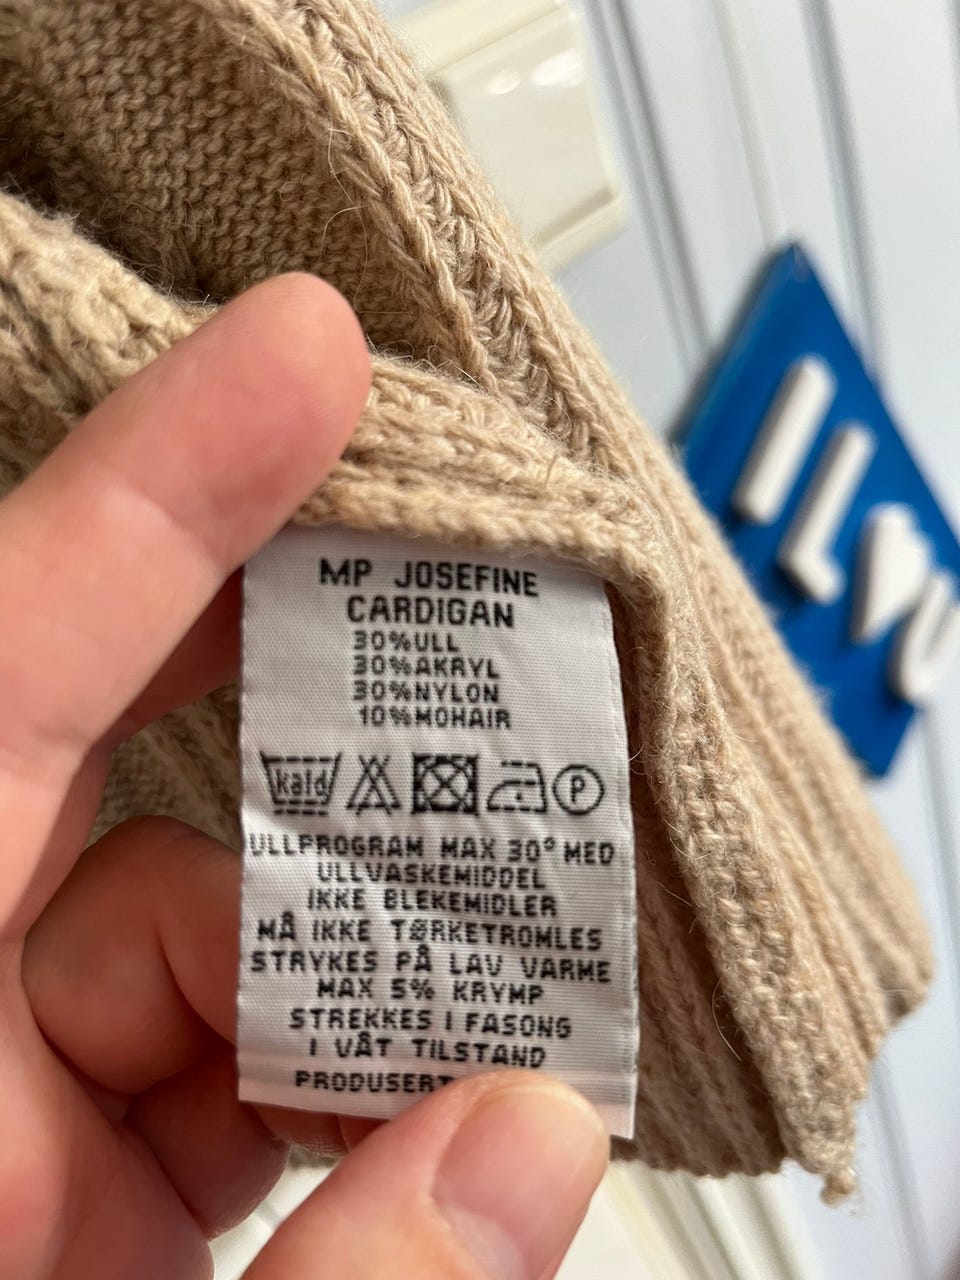 MP JOSEFINE
CARDIGAN
30%ULL
30%AKRYL
30%NYLON
10%MOHAIR
kald
P
ULLPROGRAM MAX 30° MED
ULLVASKEMIDDEL
IKKE BLEKEMIDLER
MÅ IKKE TØRKETROMLES
STRYKES PÅ LAV VARME
MAX 5% KRYMP
STREKKES I FASONG
I VÅT TILSTAND
PRODUSERT
I L ♥ U